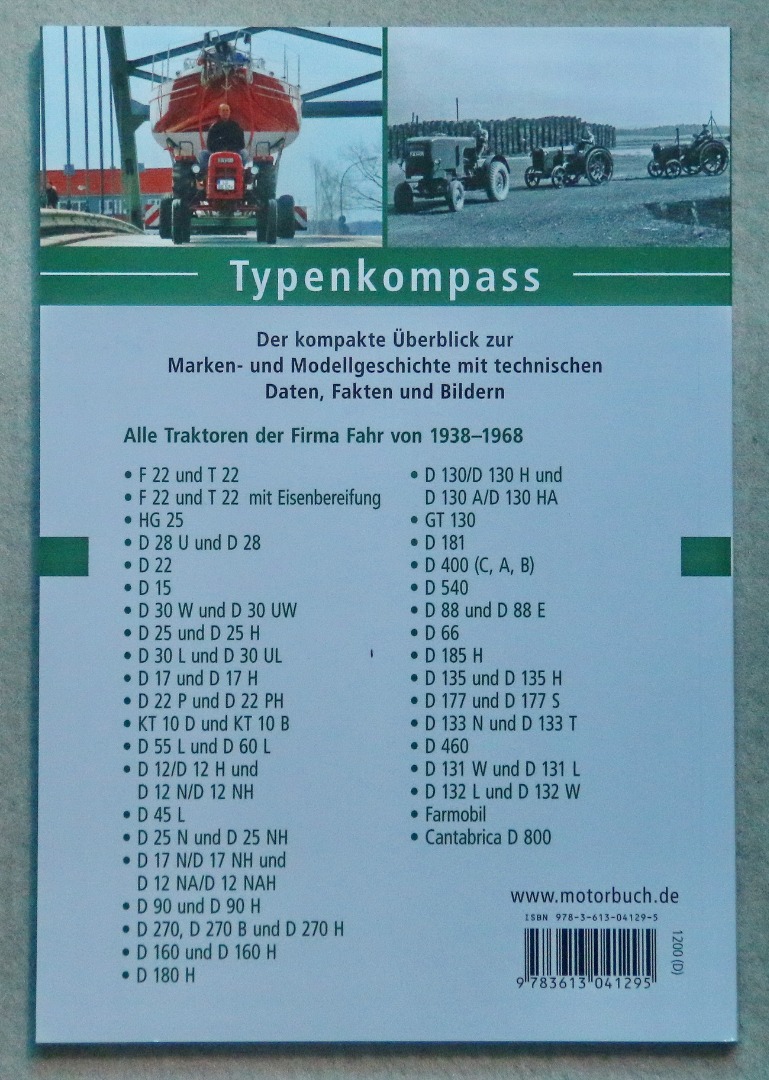 Typenkompass
Der kompakte Überblick zur
Marken- und Modellgeschichte mit technischen
Daten, Fakten und Bildern
Alle Traktoren der Firma Fahr von 1938–1968
• F 22 und T 22
• F 22 und T 22 mit Eisenbereifung
• HG 25
• D 28 U und D 28
• D 22
• D 15
• D 30 W und D 30 UW
• D 25 und D 25 H
• D 30 L und D 30 UL
• D 17 und D 17 H
• D 22 P und D 22 PH
• KT 10 D und KT 10 B
• D 55 L und D 60 L
• D 12/D 12 H und
D 12 N/D 12 NH
• D 45 L
• D 25 N und D 25 NH
• D 17 N/D 17 NH und
D 12 NA/D 12 NAH
• D 90 und D 90 H
• D 270, D 270 B und D 270 H
• D 160 und D 160 H
• D 180 H
• D 130/D 130 H und
D 130 A/D 130 HA
• GT 130
• D 181
• D 400 (C, A, B)
• D 540
• D 88 und D 88 E
• D 66
• D 185 H
• D 135 und D 135 H
• D 177 und D 177 S
• D 133 N und D 133 T
• D 460
• D 131 W und D 131 L
• D 132 L und D 132 W
• Farmobil
• Cantabrica D 800
www.motorbuch.de
ISBN 978-3-613-04129-5
9 783613 041295
1200 (D)